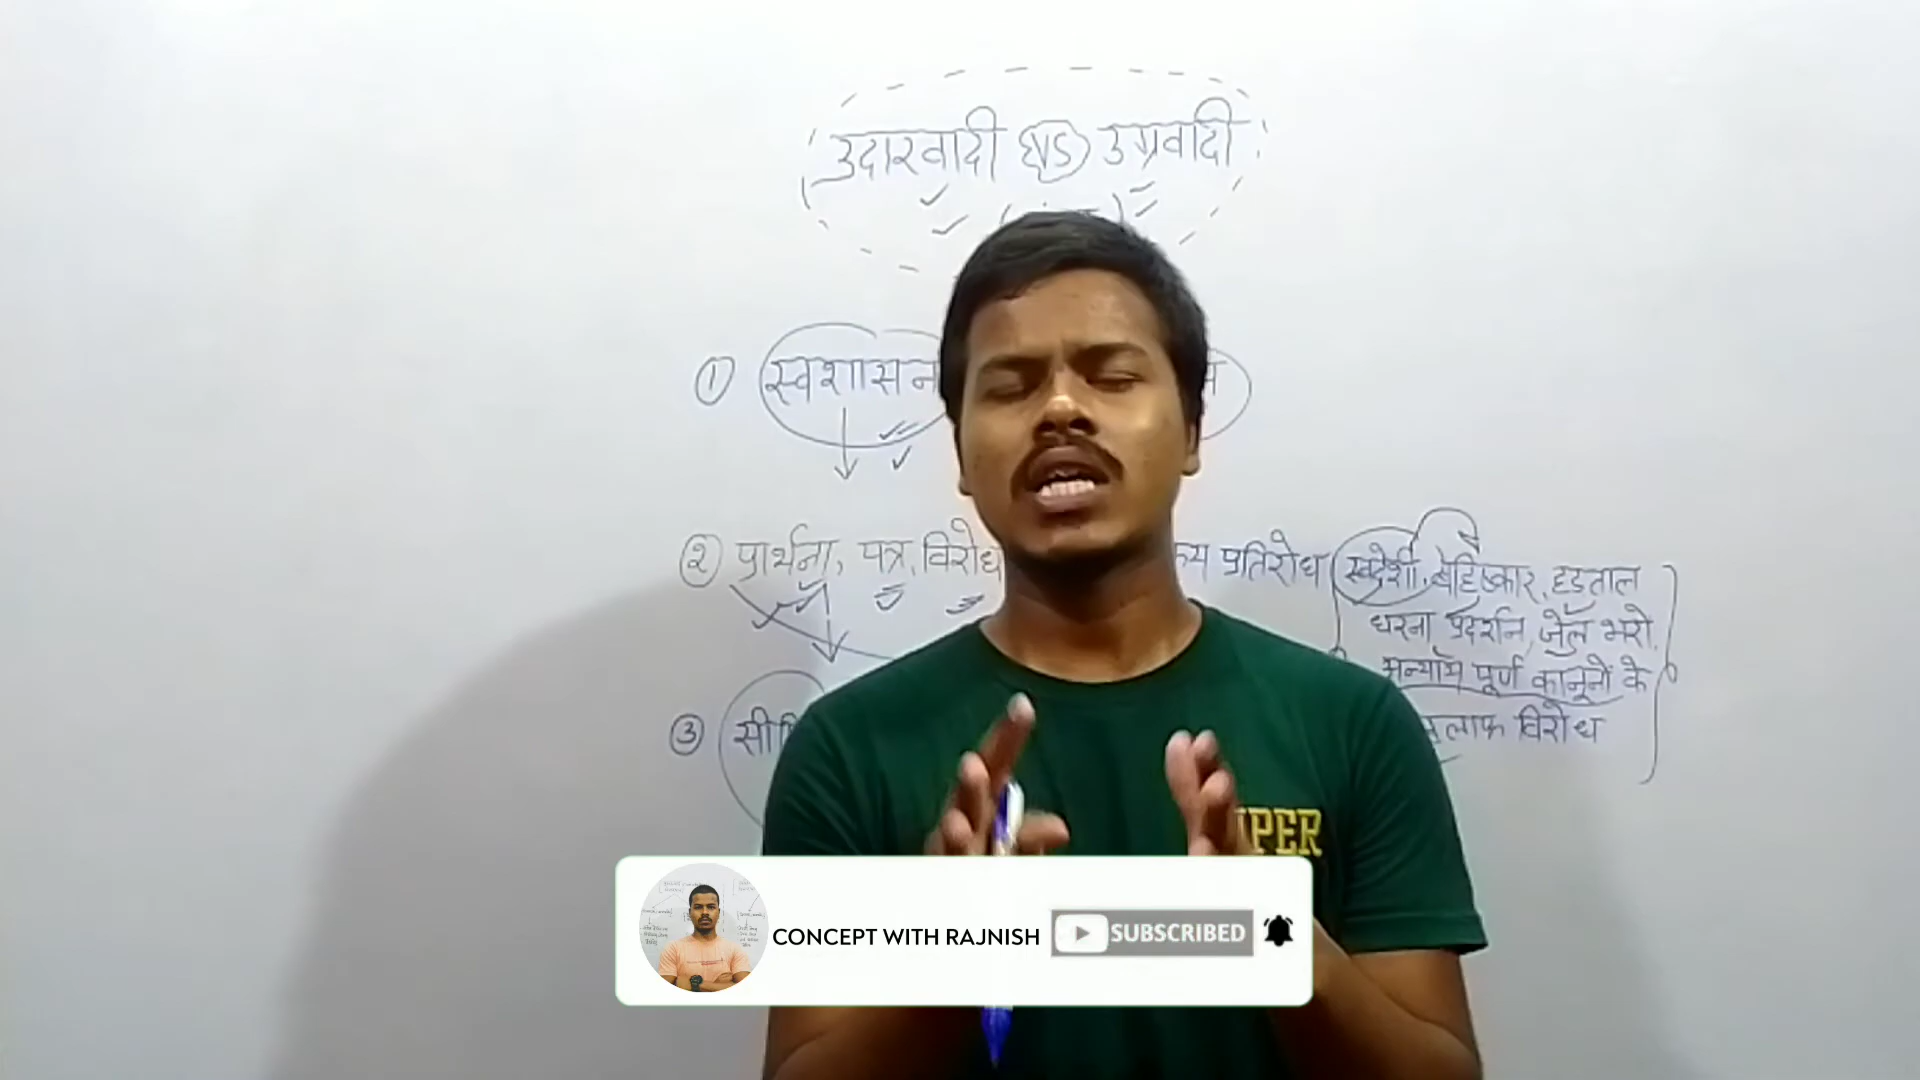 उदारवादी VS उग्रवादी
① स्वशासन
② प्रार्थना, पत्र, विरोध प्रतिरोध स्वदेशी, बहिष्कार, हडताल
धरना प्रदर्शन, जेल भरो,
अन्याय पूर्ण कानूनों के
विरोध
③
CONCEPT WITH RAJNISH SUBSCRIBED